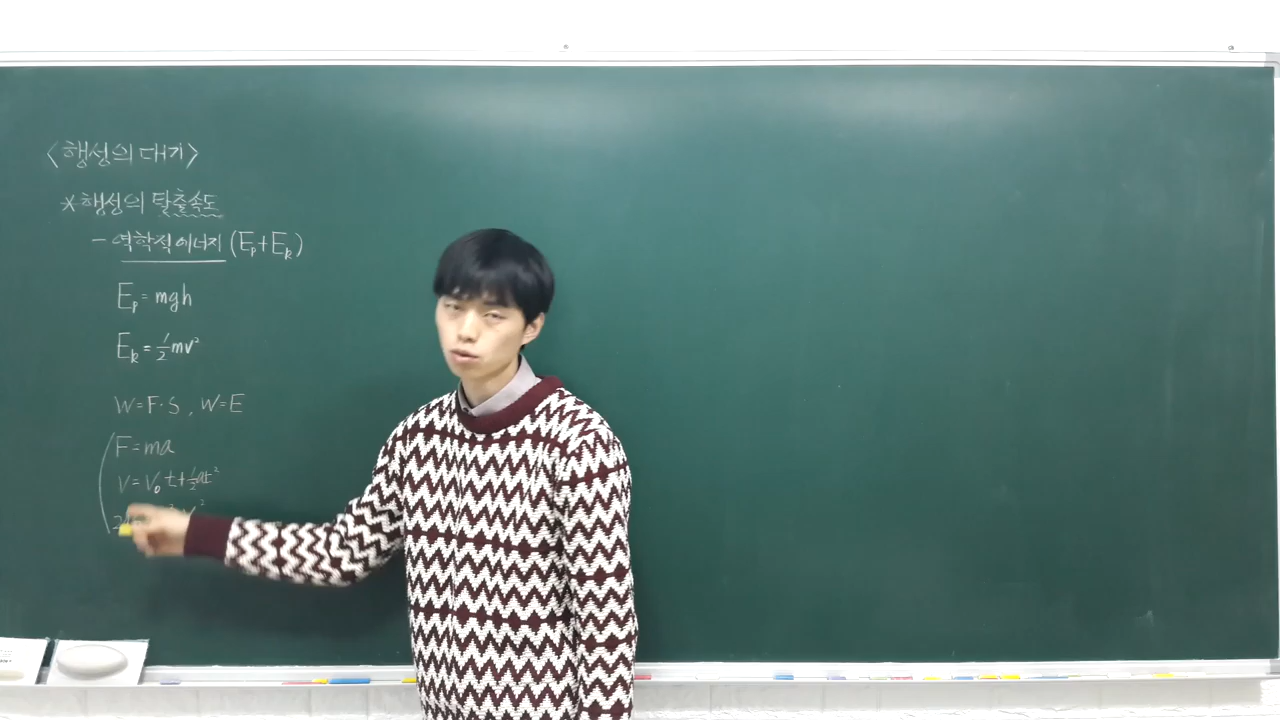 <행성의 대기>
* 행성의 탈출속도
- 역학적 에너지 (Eₚ+Eₖ)
Eₚ = mgh
Eₖ = ½mv²
W=F·S , W=E
F=ma
V=V₀t+½at²